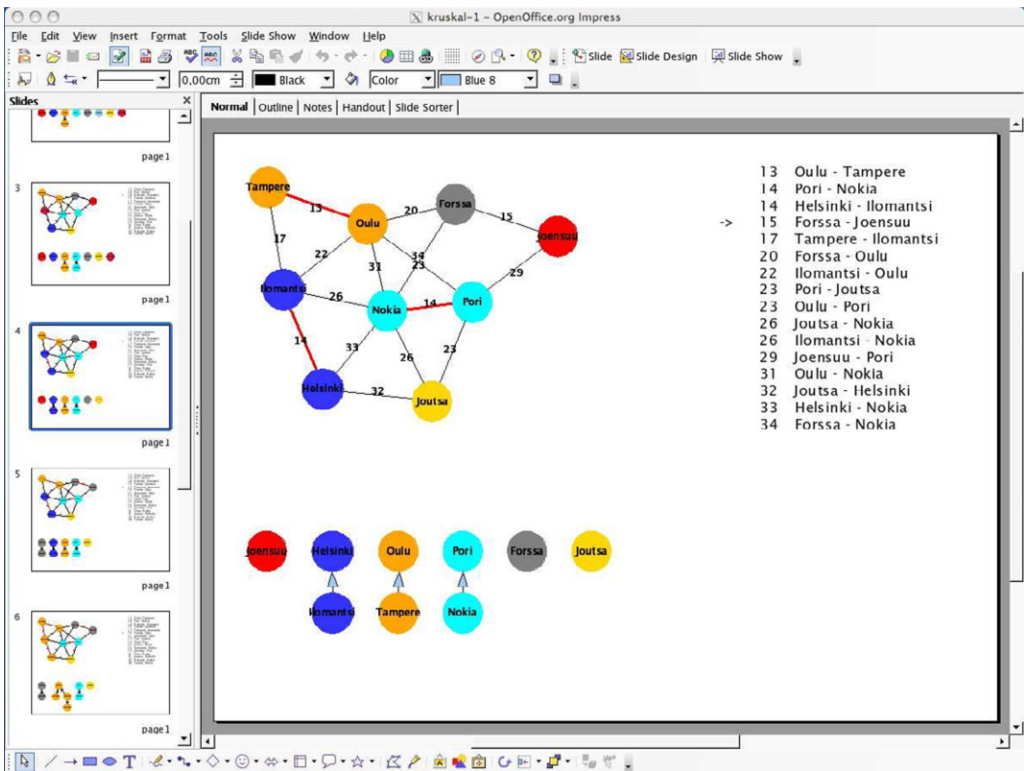 kruskal-1 – OpenOffice.org Impress
File Edit View Insert Format Tools Slide Show Window Help
Slide Slide Design Slide Show
0,00cm Black Color Blue 8
Slides
Normal Outline Notes Handout Slide Sorter
page1
3
page1
4
page1
5
page1
6
page1
Tampere
13
Oulu
20
Forssa
15
Joensuu
17
22
31
34
23
29
Ilomantsi
26
Nokia
14
Pori
14
33
26
23
Helsinki
32
Joutsa
13 Oulu - Tampere
14 Pori - Nokia
14 Helsinki - Ilomantsi
-> 15 Forssa - Joensuu
17 Tampere - Ilomantsi
20 Forssa - Oulu
22 Ilomantsi - Oulu
23 Pori - Joutsa
23 Oulu - Pori
26 Joutsa - Nokia
26 Ilomantsi - Nokia
29 Joensuu - Pori
31 Oulu - Nokia
32 Joutsa - Helsinki
33 Helsinki - Nokia
34 Forssa - Nokia
Joensuu Helsinki Oulu Pori Forssa Joutsa
Ilomantsi Tampere Nokia